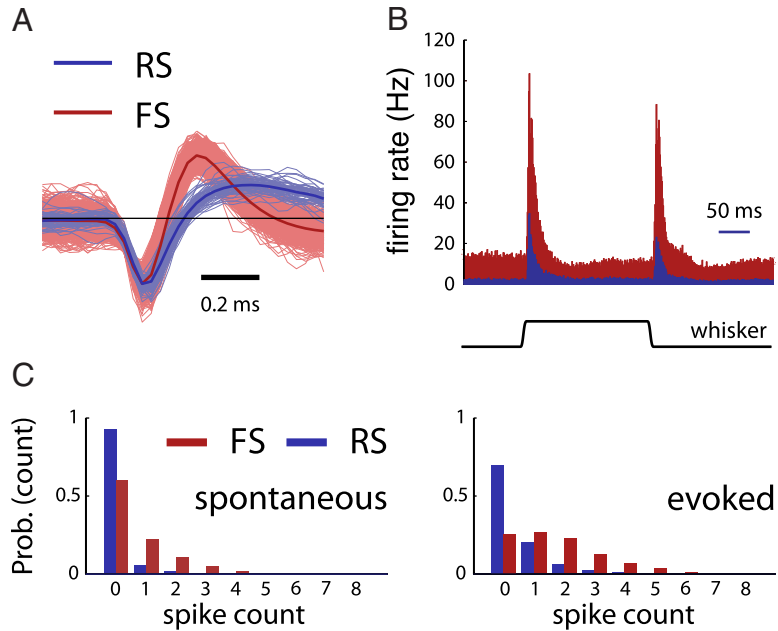 A
RS
FS
0.2 ms
B
firing rate (Hz)
120
100
80
60
40
20
0
50 ms
whisker
C
Prob. (count)
1
0.5
0
FS RS
spontaneous
0 1 2 3 4 5 6 7 8
spike count
1
0.5
0
evoked
0 1 2 3 4 5 6 7 8
spike count